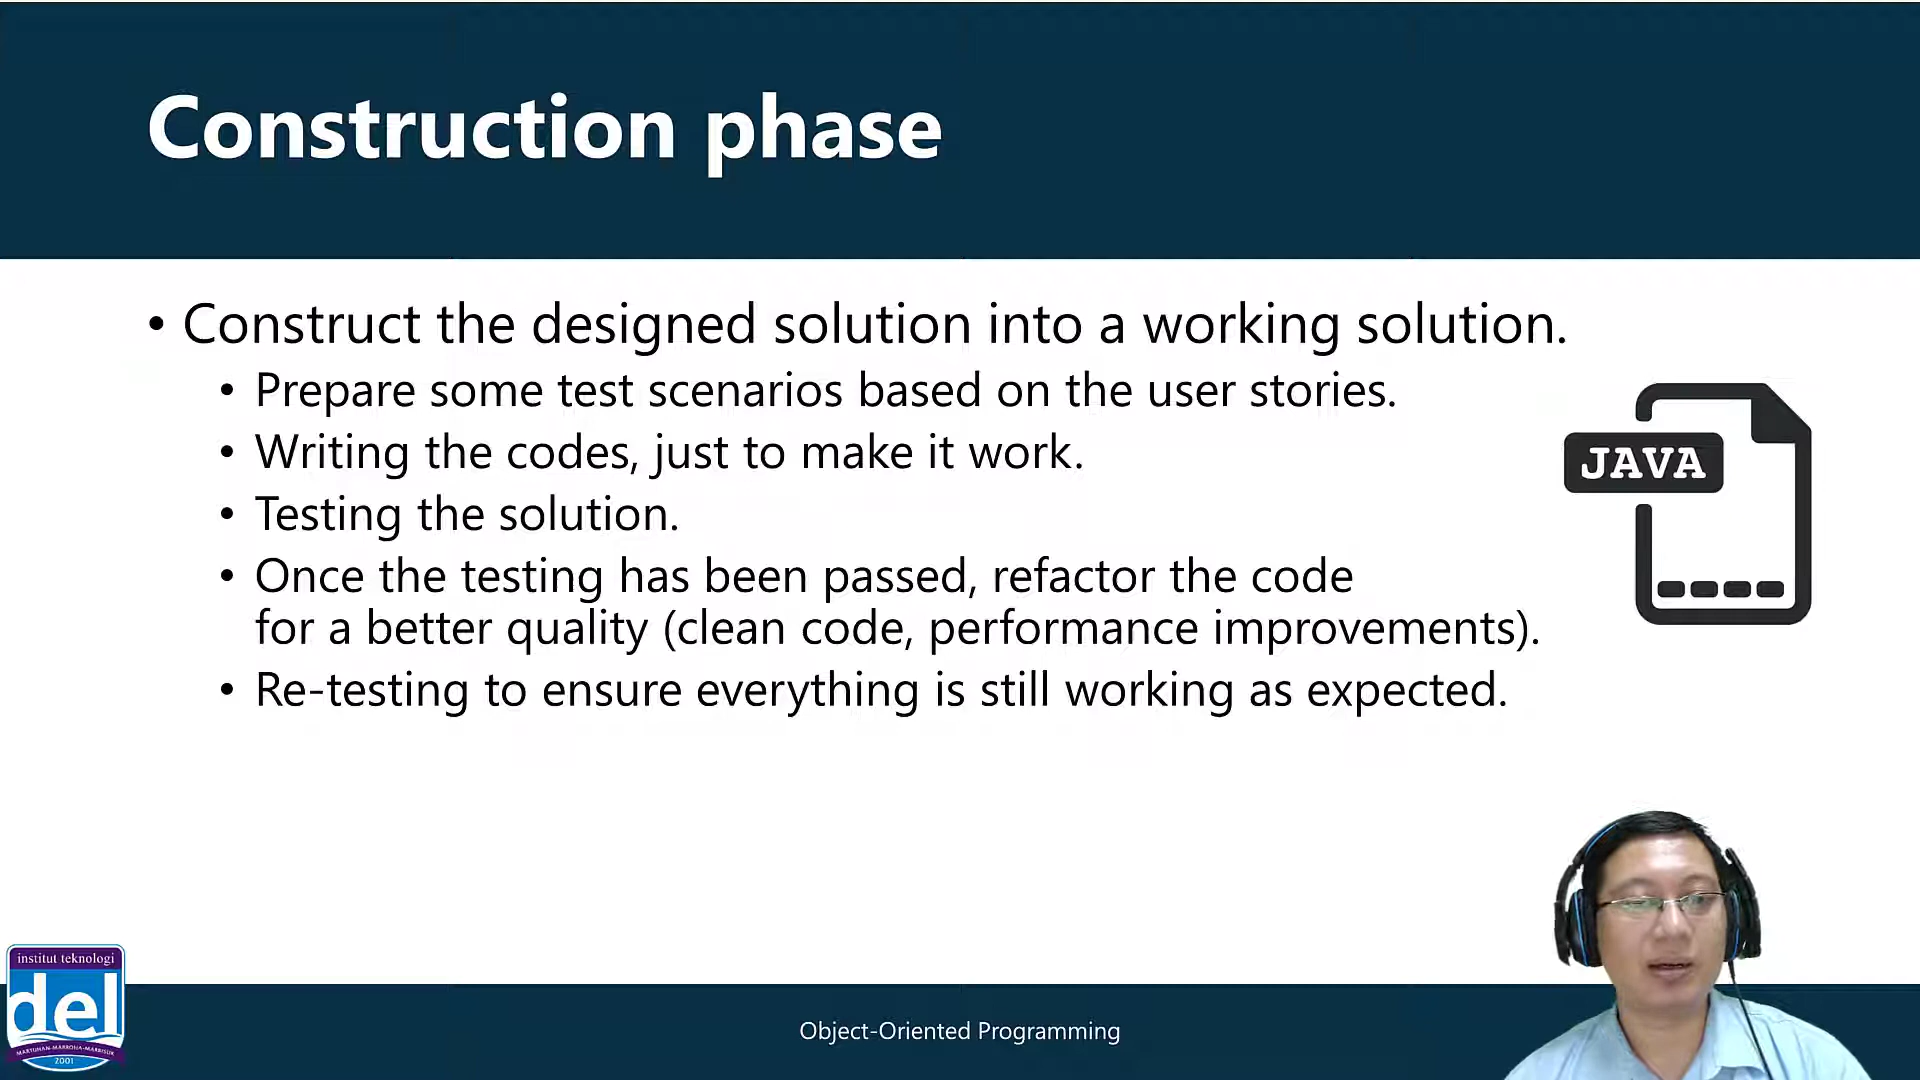 Construction phase
• Construct the designed solution into a working solution.
• Prepare some test scenarios based on the user stories.
• Writing the codes, just to make it work.
• Testing the solution.
• Once the testing has been passed, refactor the code
for a better quality (clean code, performance improvements).
• Re-testing to ensure everything is still working as expected.
JAVA
institut teknologi
del
MARTUHAN-MARROHA-MARBISUK
2001
Object-Oriented Programming